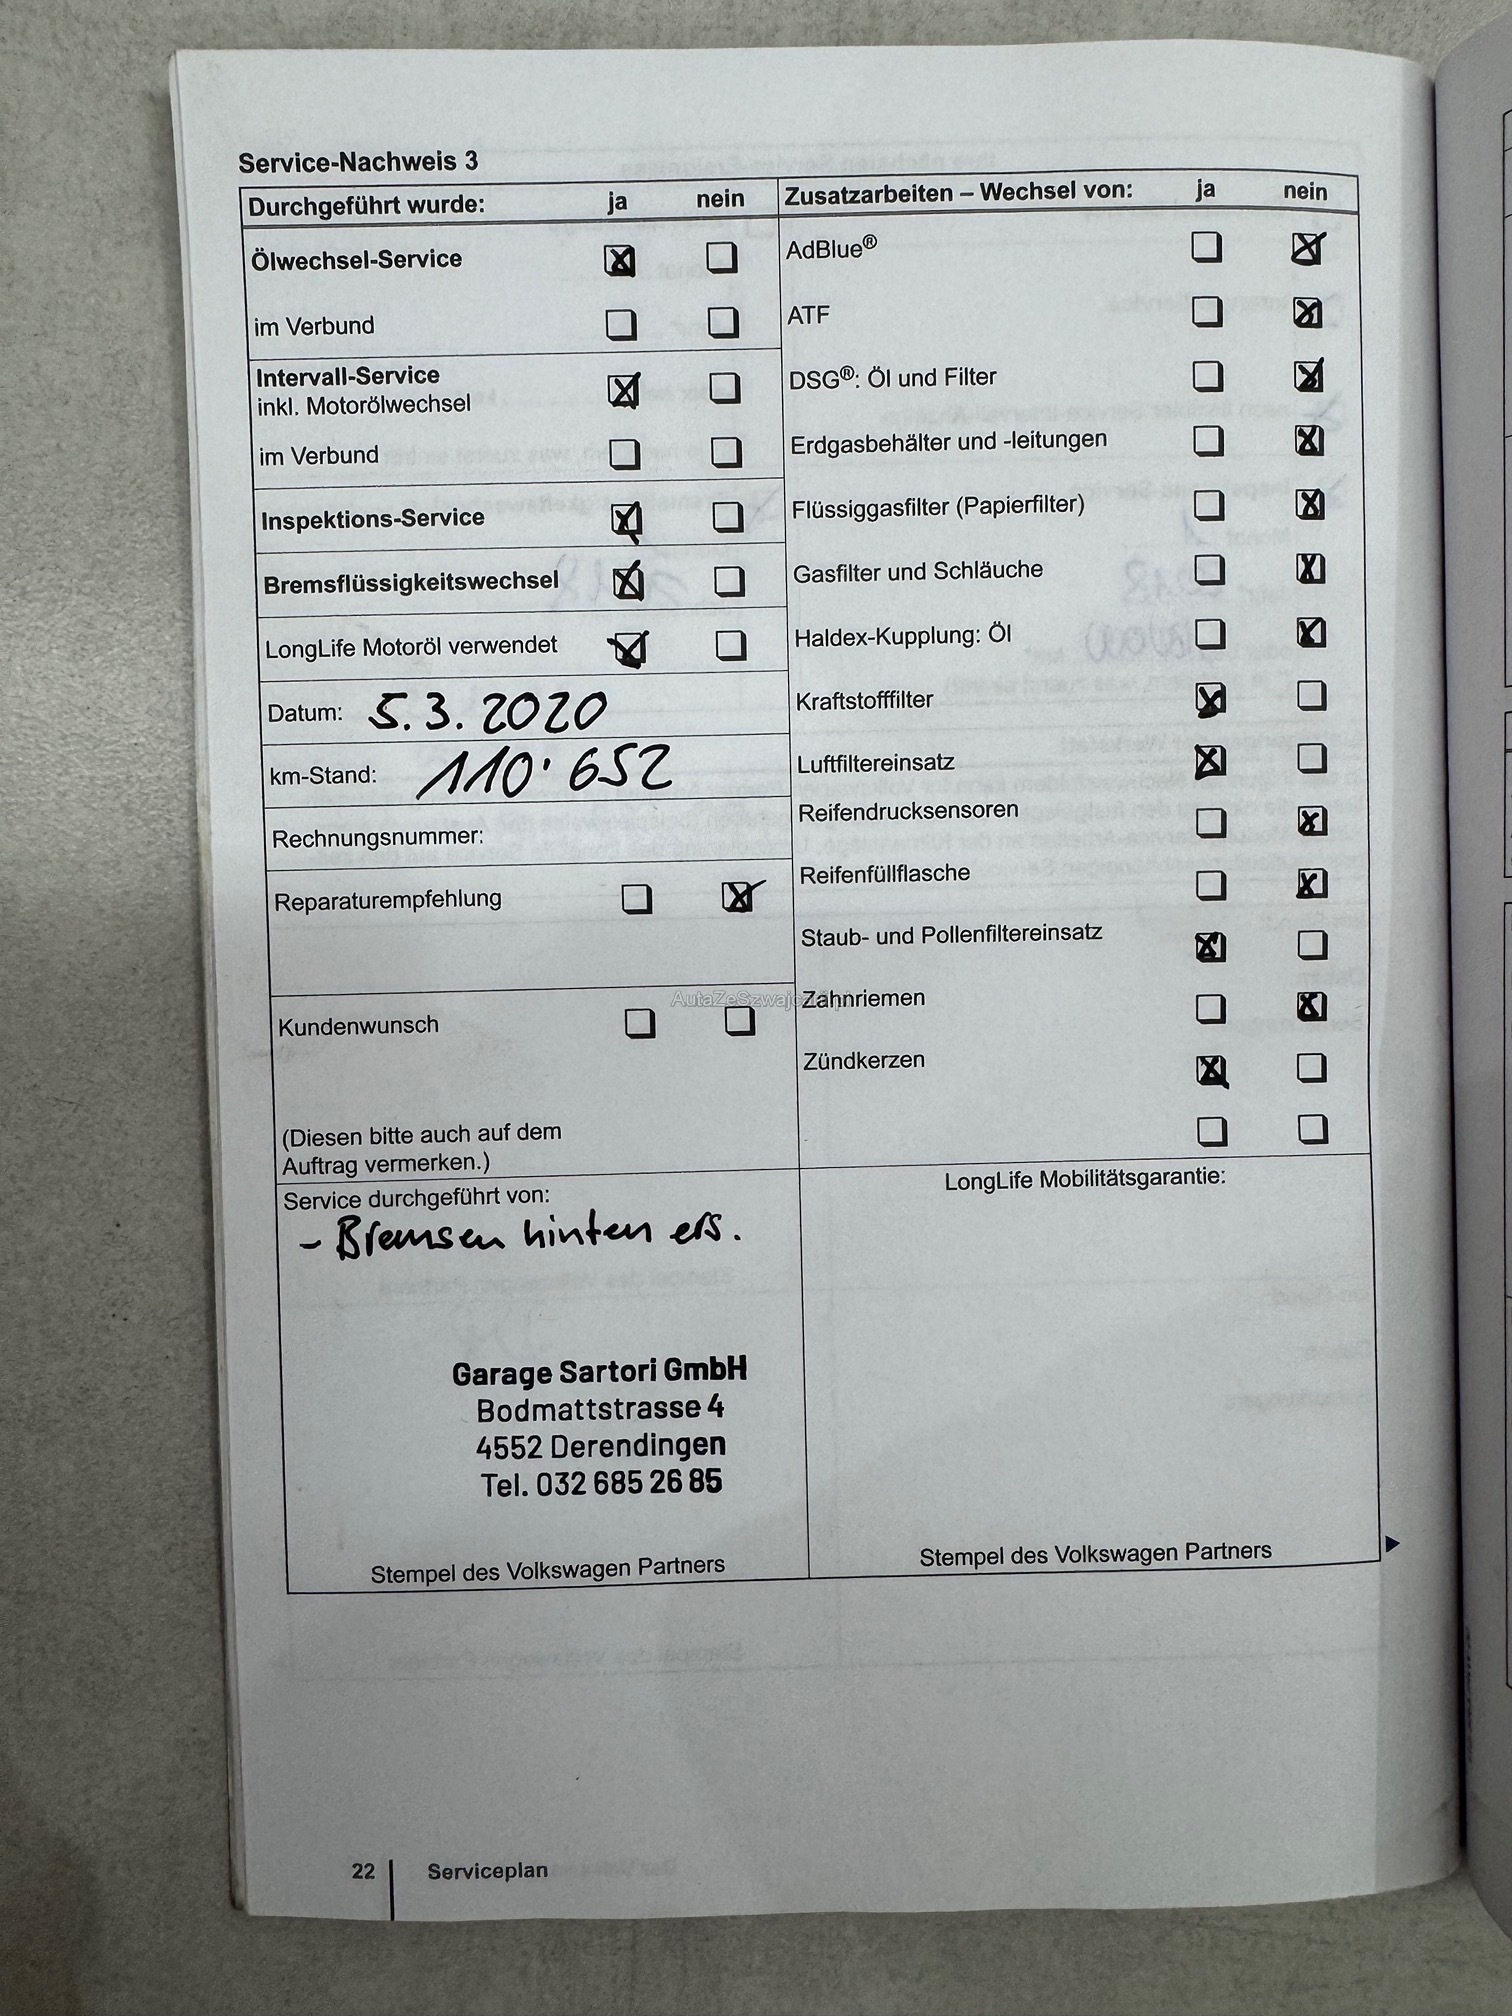 Service-Nachweis 3
Durchgeführt wurde: ja nein
Ölwechsel-Service
im Verbund
Intervall-Service
inkl. Motorölwechsel
im Verbund
Inspektions-Service
Bremsflüssigkeitswechsel
LongLife Motoröl verwendet
Datum: 5.3.2020
km-Stand: 110.652
Rechnungsnummer:
Reparaturempfehlung
Kundenwunsch
(Diesen bitte auch auf dem
Auftrag vermerken.)
Zusatzarbeiten – Wechsel von: ja nein
AdBlue®
ATF
DSG®: Öl und Filter
Erdgasbehälter und -leitungen
Flüssiggasfilter (Papierfilter)
Gasfilter und Schläuche
Haldex-Kupplung: Öl
Kraftstofffilter
Luftfiltereinsatz
Reifendrucksensoren
Reifenfüllflasche
Staub- und Pollenfiltereinsatz
Zahnriemen
Zündkerzen
Service durchgeführt von:
- Bremsen hinten ers.
Garage Sartori GmbH
Bodmattstrasse 4
4552 Derendingen
Tel. 032 685 26 85
Stempel des Volkswagen Partners
LongLife Mobilitätsgarantie:
Stempel des Volkswagen Partners
22 Serviceplan